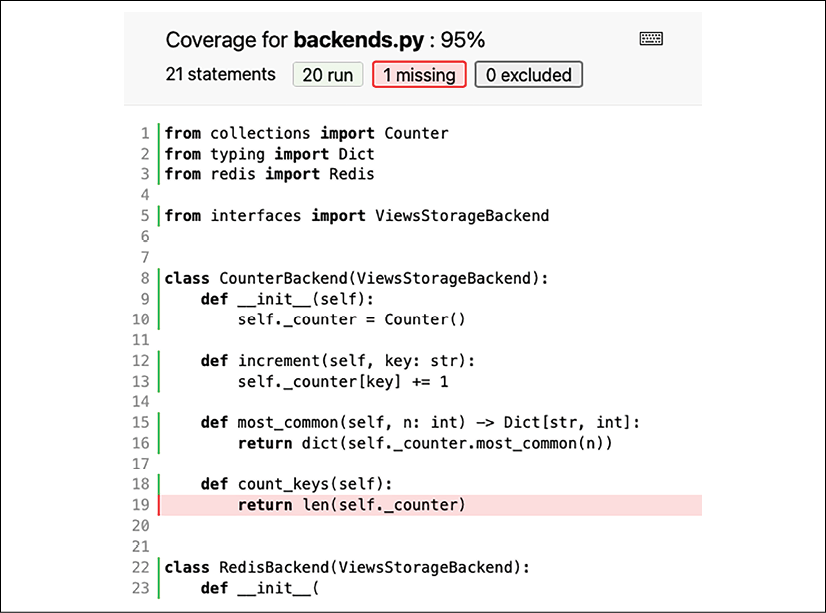 Coverage for backends.py : 95%
21 statements 20 run 1 missing 0 excluded
1 from collections import Counter
2 from typing import Dict
3 from redis import Redis
4
5 from interfaces import ViewsStorageBackend
6
7
8 class CounterBackend(ViewsStorageBackend):
9     def __init__(self):
10         self._counter = Counter()
11
12     def increment(self, key: str):
13         self._counter[key] += 1
14
15     def most_common(self, n: int) -> Dict[str, int]:
16         return dict(self._counter.most_common(n))
17
18     def count_keys(self):
19         return len(self._counter)
20
21
22 class RedisBackend(ViewsStorageBackend):
23     def __init__(